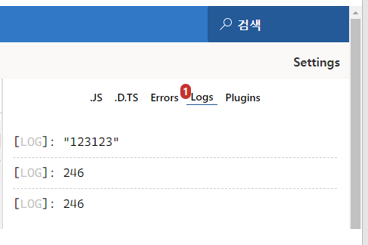 검색
Settings
.JS .D.TS Errors 1 Logs Plugins
[LOG]: "123123"
[LOG]: 246
[LOG]: 246